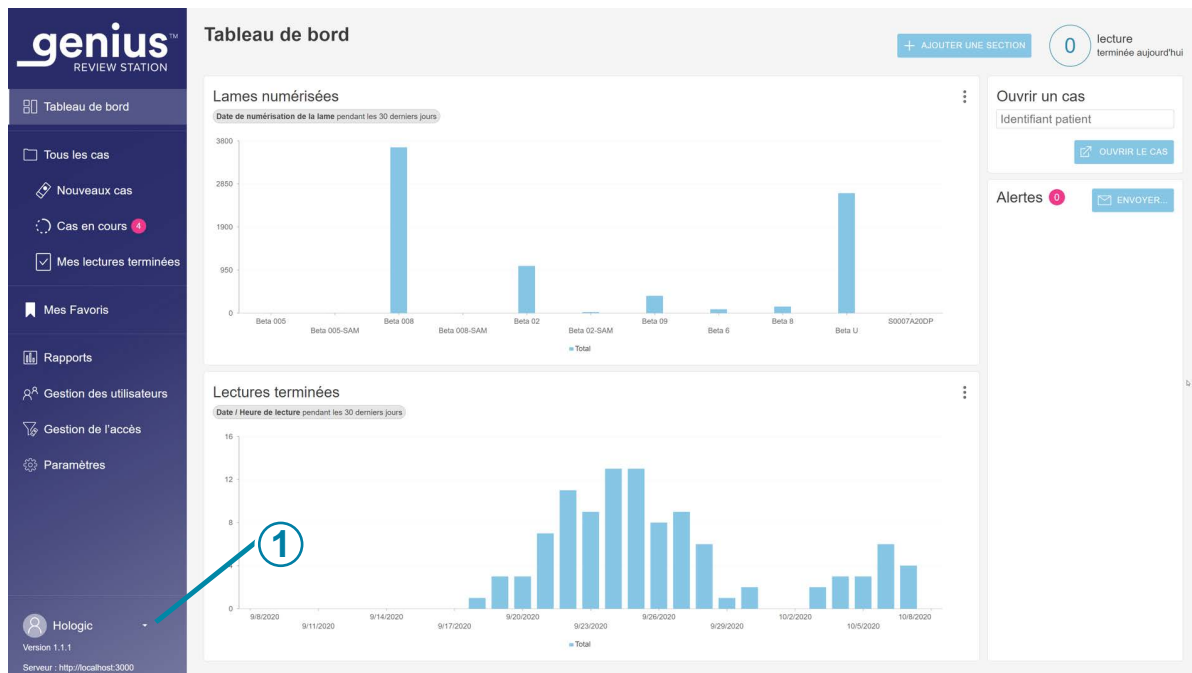 genius™
REVIEW STATION
Tableau de bord
Tous les cas
Nouveaux cas
Cas en cours 4
Mes lectures terminées
Mes Favoris
Rapports
Gestion des utilisateurs
Gestion de l'accès
Paramètres
Hologic
Version 1.1.1
Serveur : http://localhost:3000
Tableau de bord
+ AJOUTER UNE SECTION
0
lecture
terminée aujourd'hui
Lames numérisées
Date de numérisation de la lame pendant les 30 derniers jours
3800
2850
1900
950
0
Beta 005
Beta 005-SAM
Beta 008
Beta 008-SAM
Beta 02
Beta 02-SAM
Beta 09
Beta 6
Beta 8
Beta U
S0007A20DP
Total
Lectures terminées
Date / Heure de lecture pendant les 30 derniers jours
16
12
8
0
9/8/2020
9/11/2020
9/14/2020
9/17/2020
9/20/2020
9/23/2020
9/26/2020
9/29/2020
10/2/2020
10/5/2020
10/8/2020
Total
1
Ouvrir un cas
Identifiant patient
OUVRIR LE CAS
Alertes 0
ENVOYER...